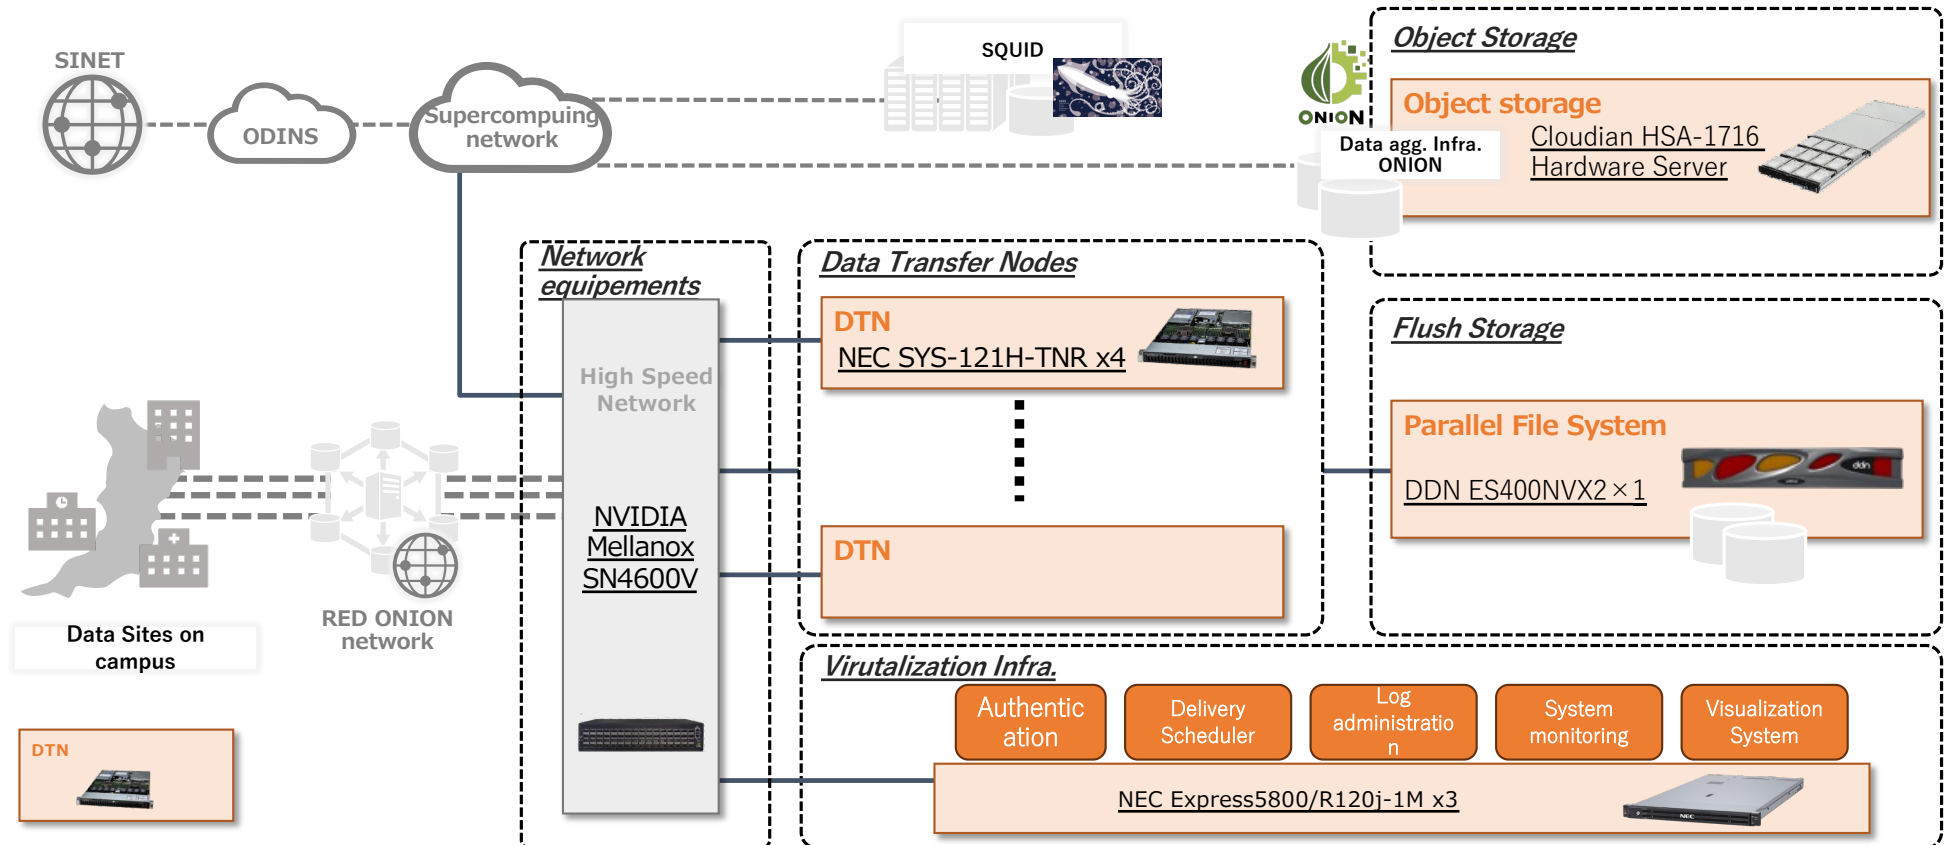 SINET
ODINS
Supercompuing
network
SQUID
ONION
Data agg. Infra.
ONION
Object Storage
Object storage
Cloudian HSA-1716
Hardware Server
Network
equipements
High Speed
Network
NVIDIA
Mellanox
SN4600V
Data Transfer Nodes
DTN
NEC SYS-121H-TNR x4
DTN
Flush Storage
Parallel File System
DDN ES400NVX2×1
ddn
Data Sites on
campus
RED ONION
network
DTN
Virutalization Infra.
Authentic
ation
Delivery
Scheduler
Log
administratio
n
System
monitoring
Visualization
System
NEC Express5800/R120j-1M x3
NEC